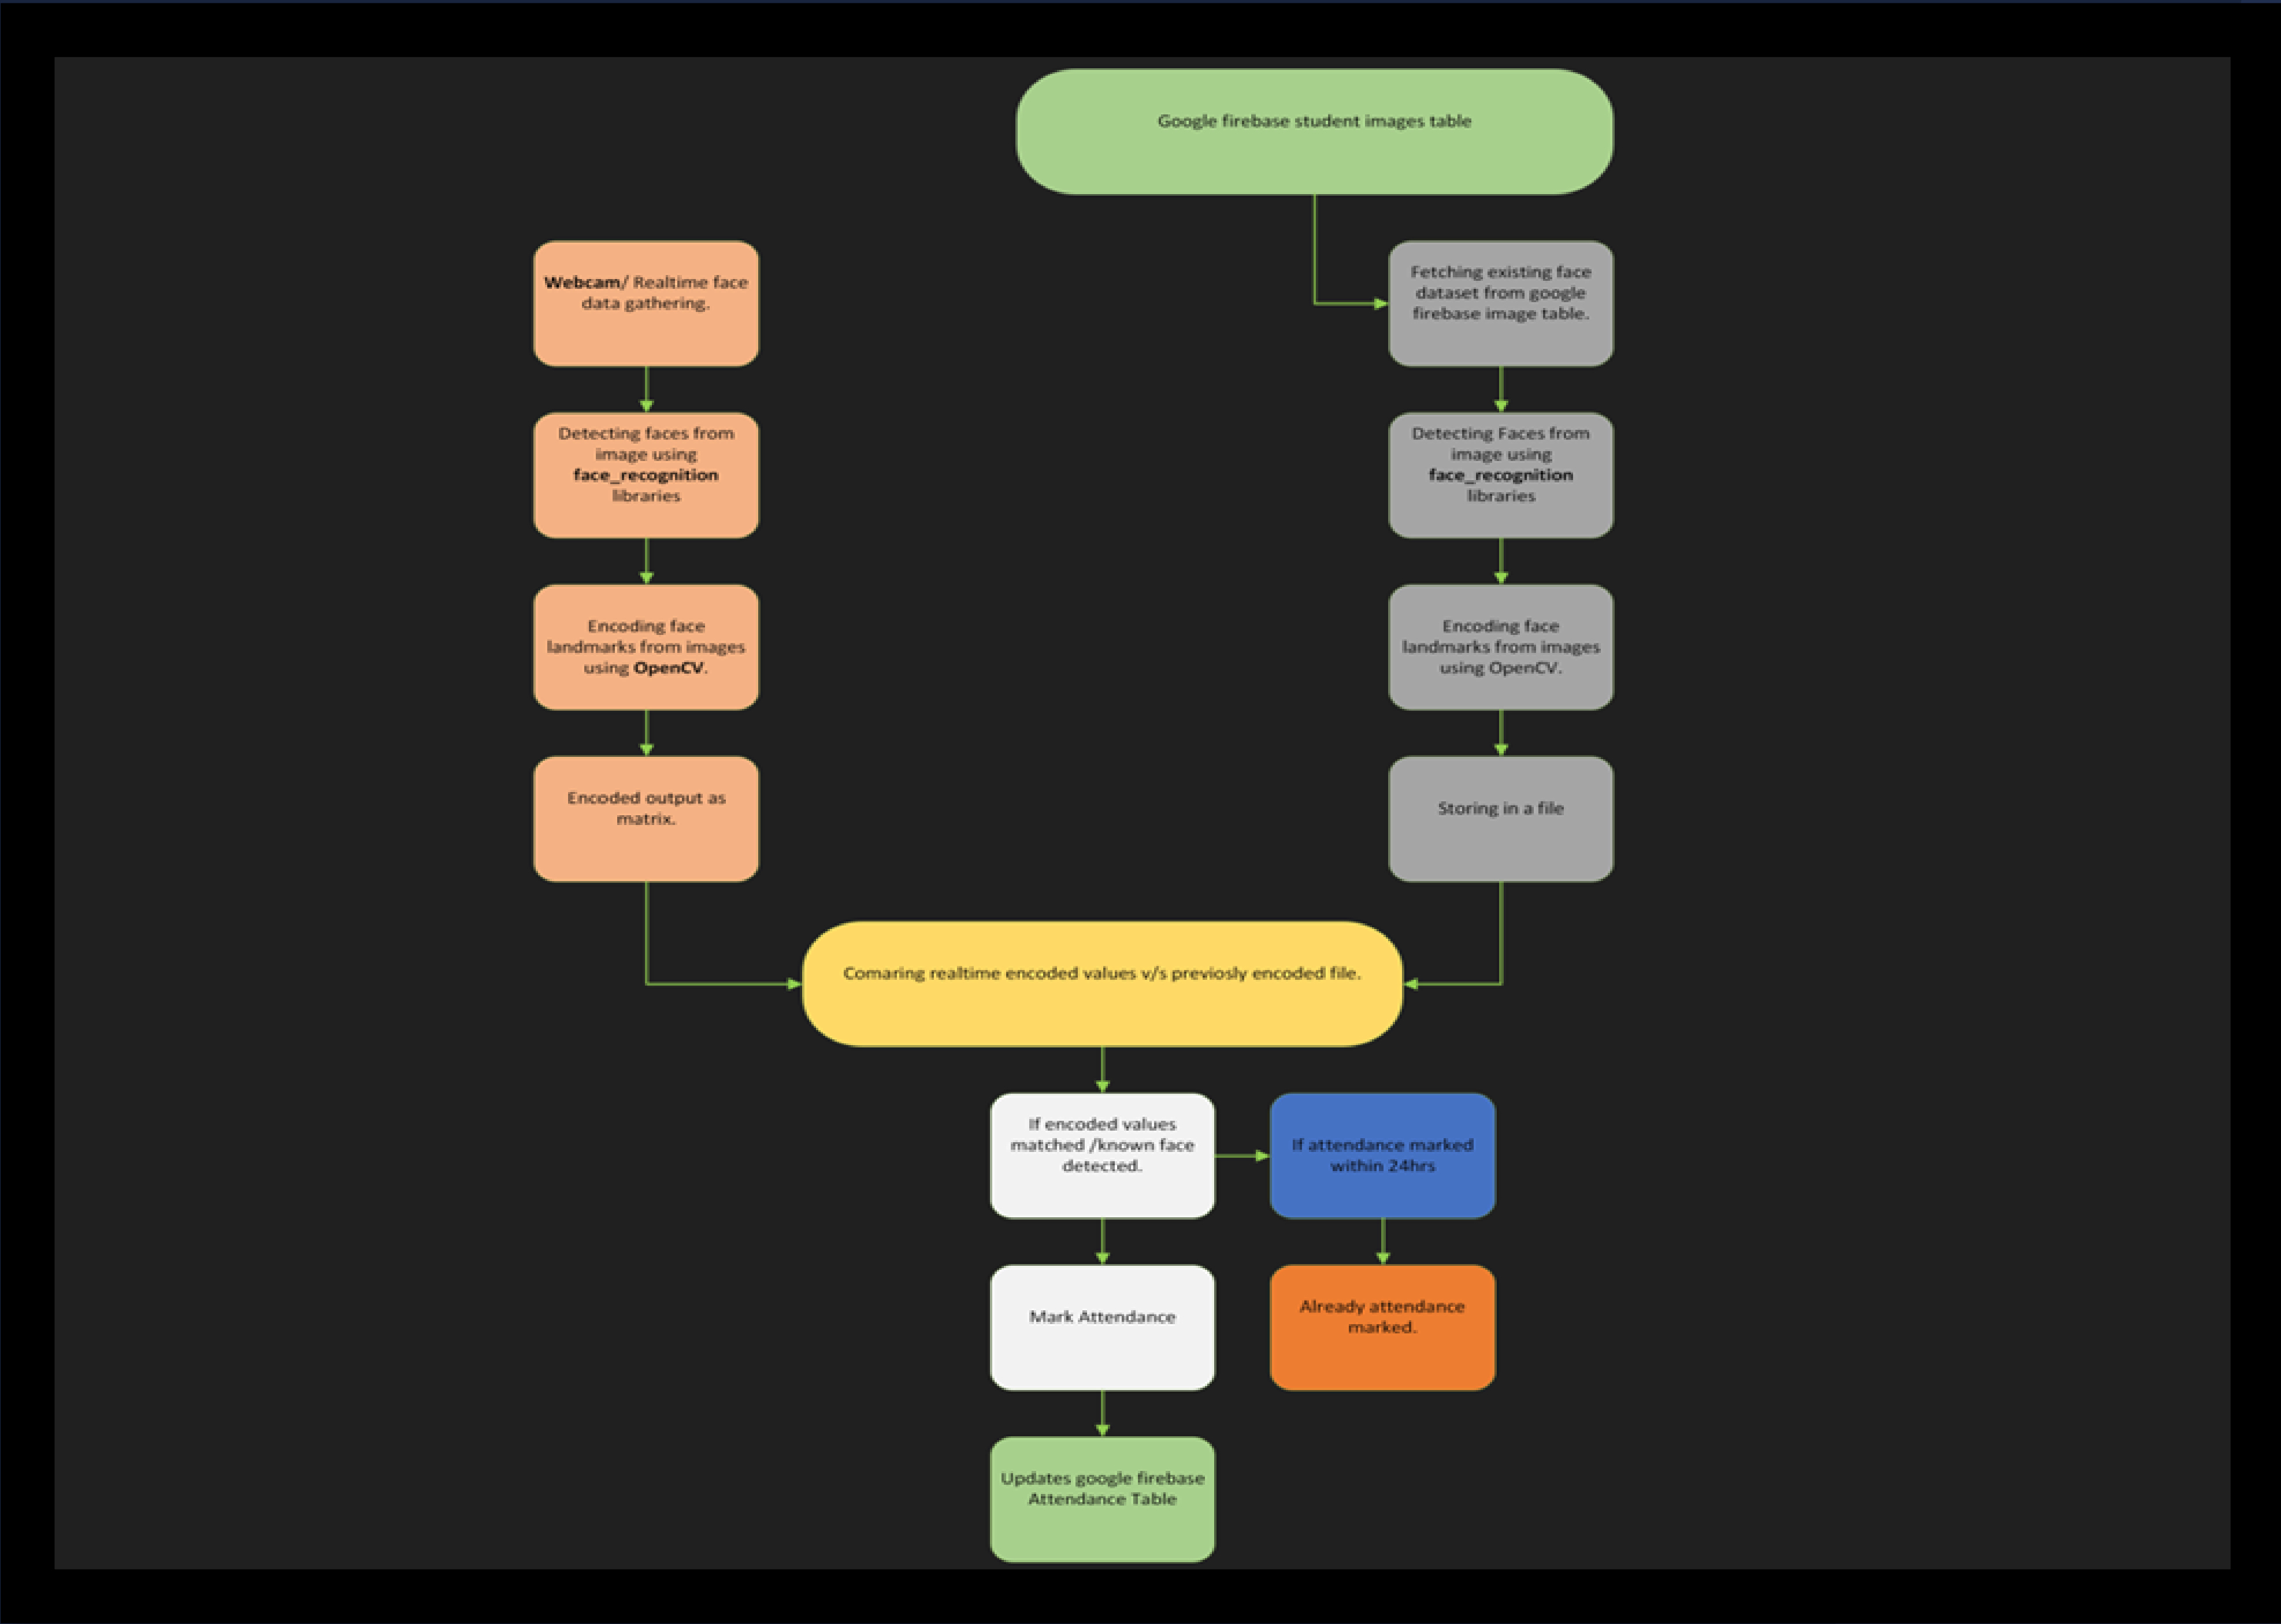 Google firebase student images table
Webcam/ Realtime face
data gathering.
Fetching existing face
dataset from google
firebase image table.
Detecting faces from
image using
face_recognition
libraries
Detecting Faces from
image using
face_recognition
libraries
Encoding face
landmarks from images
using OpenCV.
Encoding face
landmarks from images
using OpenCV.
Encoded output as
matrix.
Storing in a file
Comaring realtime encoded values v/s previosly encoded file.
If encoded values
matched /known face
detected.
If attendance marked
within 24hrs
Mark Attendance
Already attendance
marked.
Updates google firebase
Attendance Table